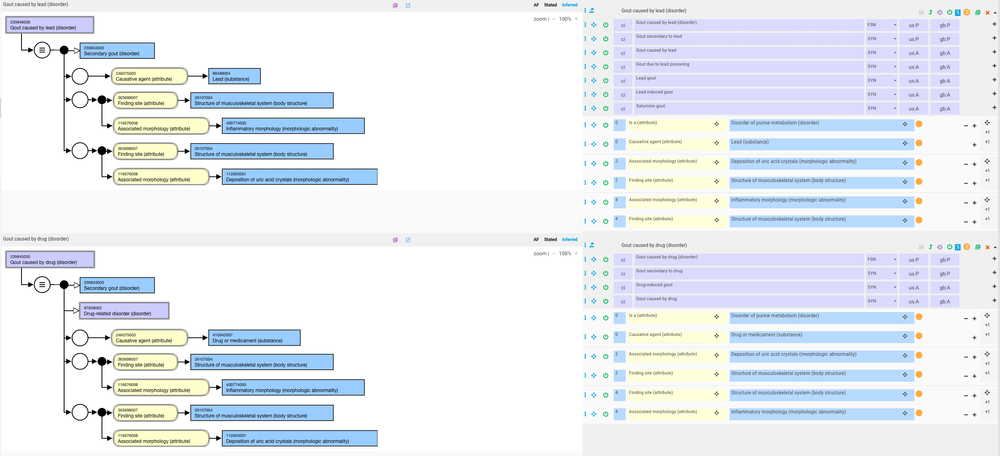 Gout caused by lead (disorder)
AF Stated Inferred
zoom | − 100% +
239846006
Gout caused by lead (disorder)
239843003
Secondary gout (disorder)
246075003
Causative agent (attribute)
88488004
Lead (substance)
363698007
Finding site (attribute)
26107004
Structure of musculoskeletal system (body structure)
116676008
Associated morphology (attribute)
409774005
Inflammatory morphology (morphologic abnormality)
363698007
Finding site (attribute)
26107004
Structure of musculoskeletal system (body structure)
116676008
Associated morphology (attribute)
112655001
Deposition of uric acid crystals (morphologic abnormality)
Gout caused by lead (disorder)
S
ci Gout caused by lead (disorder) FSN us:P gb:P
ci Gout secondary to lead SYN us:P gb:P
ci Gout caused by lead SYN us:A gb:A
ci Gout due to lead poisoning SYN us:A gb:A
ci Lead gout SYN us:A gb:A
ci Lead-induced gout SYN us:A gb:A
ci Saturnine gout SYN us:A gb:A
0 Is a (attribute) Disorder of purine metabolism (disorder)
+1
0 Causative agent (attribute) Lead (substance) +1
2 Associated morphology (attribute) Deposition of uric acid crystals (morphologic abnormality)
+1
2 Finding site (attribute) Structure of musculoskeletal system (body structure) +1
4 Associated morphology (attribute) Inflammatory morphology (morphologic abnormality)
+1
4 Finding site (attribute) Structure of musculoskeletal system (body structure) +1
Gout caused by drug (disorder)
AF Stated Inferred
zoom | − 100% +
239845005
Gout caused by drug (disorder)
239843003
Secondary gout (disorder)
87858002
Drug-related disorder (disorder)
246075003
Causative agent (attribute)
410942007
Drug or medicament (substance)
363698007
Finding site (attribute)
26107004
Structure of musculoskeletal system (body structure)
116676008
Associated morphology (attribute)
409774005
Inflammatory morphology (morphologic abnormality)
363698007
Finding site (attribute)
26107004
Structure of musculoskeletal system (body structure)
116676008
Associated morphology (attribute)
112655001
Deposition of uric acid crystals (morphologic abnormality)
Gout caused by drug (disorder)
S
ci Gout caused by drug (disorder) FSN us:P gb:P
ci Gout secondary to drug SYN us:P gb:P
ci Drug-induced gout SYN us:A gb:A
ci Gout caused by drug SYN us:A gb:A
0 Is a (attribute) Disorder of purine metabolism (disorder)
+1
0 Causative agent (attribute) Drug or medicament (substance) +1
2 Associated morphology (attribute) Deposition of uric acid crystals (morphologic abnormality)
+1
2 Finding site (attribute) Structure of musculoskeletal system (body structure) +1
4 Finding site (attribute) Structure of musculoskeletal system (body structure)
+1
4 Associated morphology (attribute) Inflammatory morphology (morphologic abnormality) +1